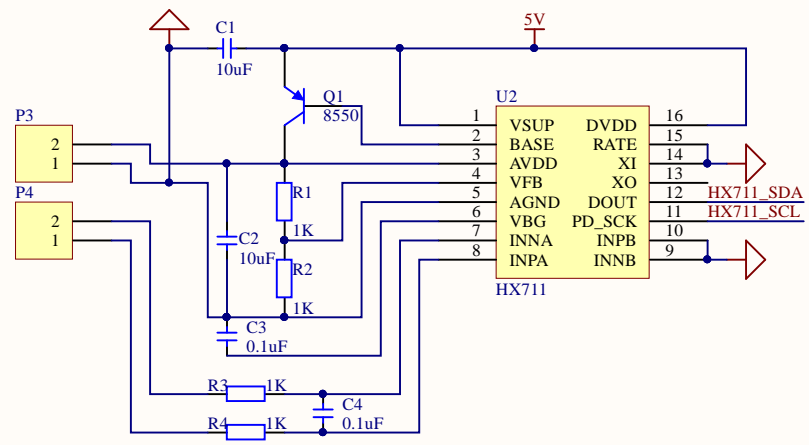 5V
C1
10uF
Q1
8550
U2
P3
2
1
P4
2
1
1 VSUP DVDD 16
2 BASE RATE 15
3 AVDD XI 14
4 VFB XO 13
5 AGND DOUT 12 HX711_SDA
6 VBG PD_SCK 11 HX711_SCL
7 INNA INPB 10
8 INPA INNB 9
HX711
R1
1K
C2
10uF
R2
1K
C3
0.1uF
R3 1K
C4
0.1uF
R4 1K